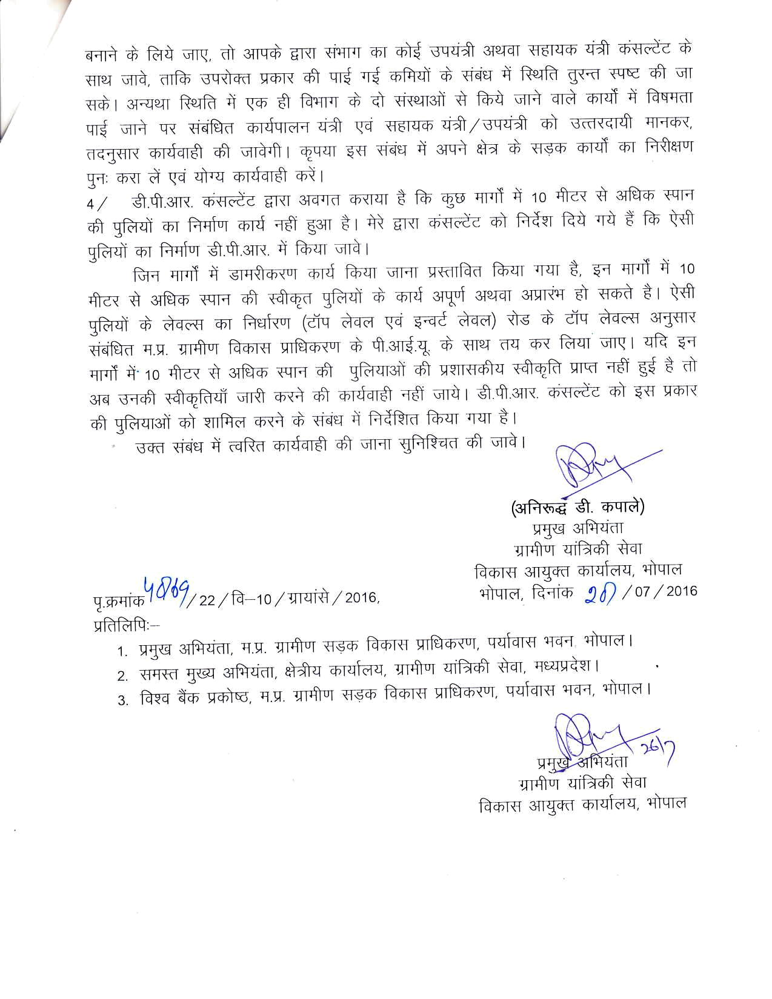 बनाने के लिये जाए, तो आपके द्वारा संभाग का कोई उपयंत्री अथवा सहायक यंत्री कंसल्टेंट के
साथ जावे, ताकि उपरोक्त प्रकार की पाई गई कमियों के संबंध में स्थिति तुरन्त स्पष्ट की जा
सके। अन्यथा स्थिति में एक ही विभाग के दो संस्थाओं से किये जाने वाले कार्यो में विषमता
पाई जाने पर संबंधित कार्यपालन यंत्री एवं सहायक यंत्री/उपयंत्री को उत्तरदायी मानकर,
तदनुसार कार्यवाही की जावेगी। कृपया इस संबंध में अपने क्षेत्र के सड़क कार्यो का निरीक्षण
पुनः करा लें एवं योग्य कार्यवाही करें।
4/ डी.पी.आर. कंसल्टेंट द्वारा अवगत कराया है कि कुछ मार्गो में 10 मीटर से अधिक स्पान
की पुलियों का निर्माण कार्य नहीं हुआ है। मेरे द्वारा कंसल्टेंट को निर्देश दिये गये हैं कि ऐसी
पुलियों का निर्माण डी.पी.आर. में किया जावे।
जिन मार्गो में डामरीकरण कार्य किया जाना प्रस्तावित किया गया है, इन मार्गो में 10
मीटर से अधिक स्पान की स्वीकृत पुलियों के कार्य अपूर्ण अथवा अप्रारंभ हो सकते है। ऐसी
पुलियों के लेवल्स का निर्धारण (टॉप लेवल एवं इन्वर्ट लेवल) रोड के टॉप लेवल्स अनुसार
संबंधित म.प्र. ग्रामीण विकास प्राधिकरण के पी.आई.यू. के साथ तय कर लिया जाए। यदि इन
मार्गो में 10 मीटर से अधिक स्पान की पुलियाओं की प्रशासकीय स्वीकृति प्राप्त नहीं हुई है तो
अब उनकी स्वीकृतियाँ जारी करने की कार्यवाही नहीं जाये। डी.पी.आर. कंसल्टेंट को इस प्रकार
की पुलियाओं को शामिल करने के संबंध में निर्देशित किया गया है।
उक्त संबंध में त्वरित कार्यवाही की जाना सुनिश्चित की जावे।
(अनिरूद्ध डी. कपाले)
प्रमुख अभियंता
ग्रामीण यांत्रिकी सेवा
विकास आयुक्त कार्यालय, भोपाल
पृ.क्रमांक /22/वि–10/ग्रायांसे/2016, भोपाल, दिनांक /07/2016
प्रतिलिपिः–
1. प्रमुख अभियंता, म.प्र. ग्रामीण सड़क विकास प्राधिकरण, पर्यावास भवन, भोपाल।
2. समस्त मुख्य अभियंता, क्षेत्रीय कार्यालय, ग्रामीण यांत्रिकी सेवा, मध्यप्रदेश।
3. विश्व बैंक प्रकोष्ठ, म.प्र. ग्रामीण सड़क विकास प्राधिकरण, पर्यावास भवन, भोपाल।
26/7
प्रमुख अभियंता
ग्रामीण यांत्रिकी सेवा
विकास आयुक्त कार्यालय, भोपाल